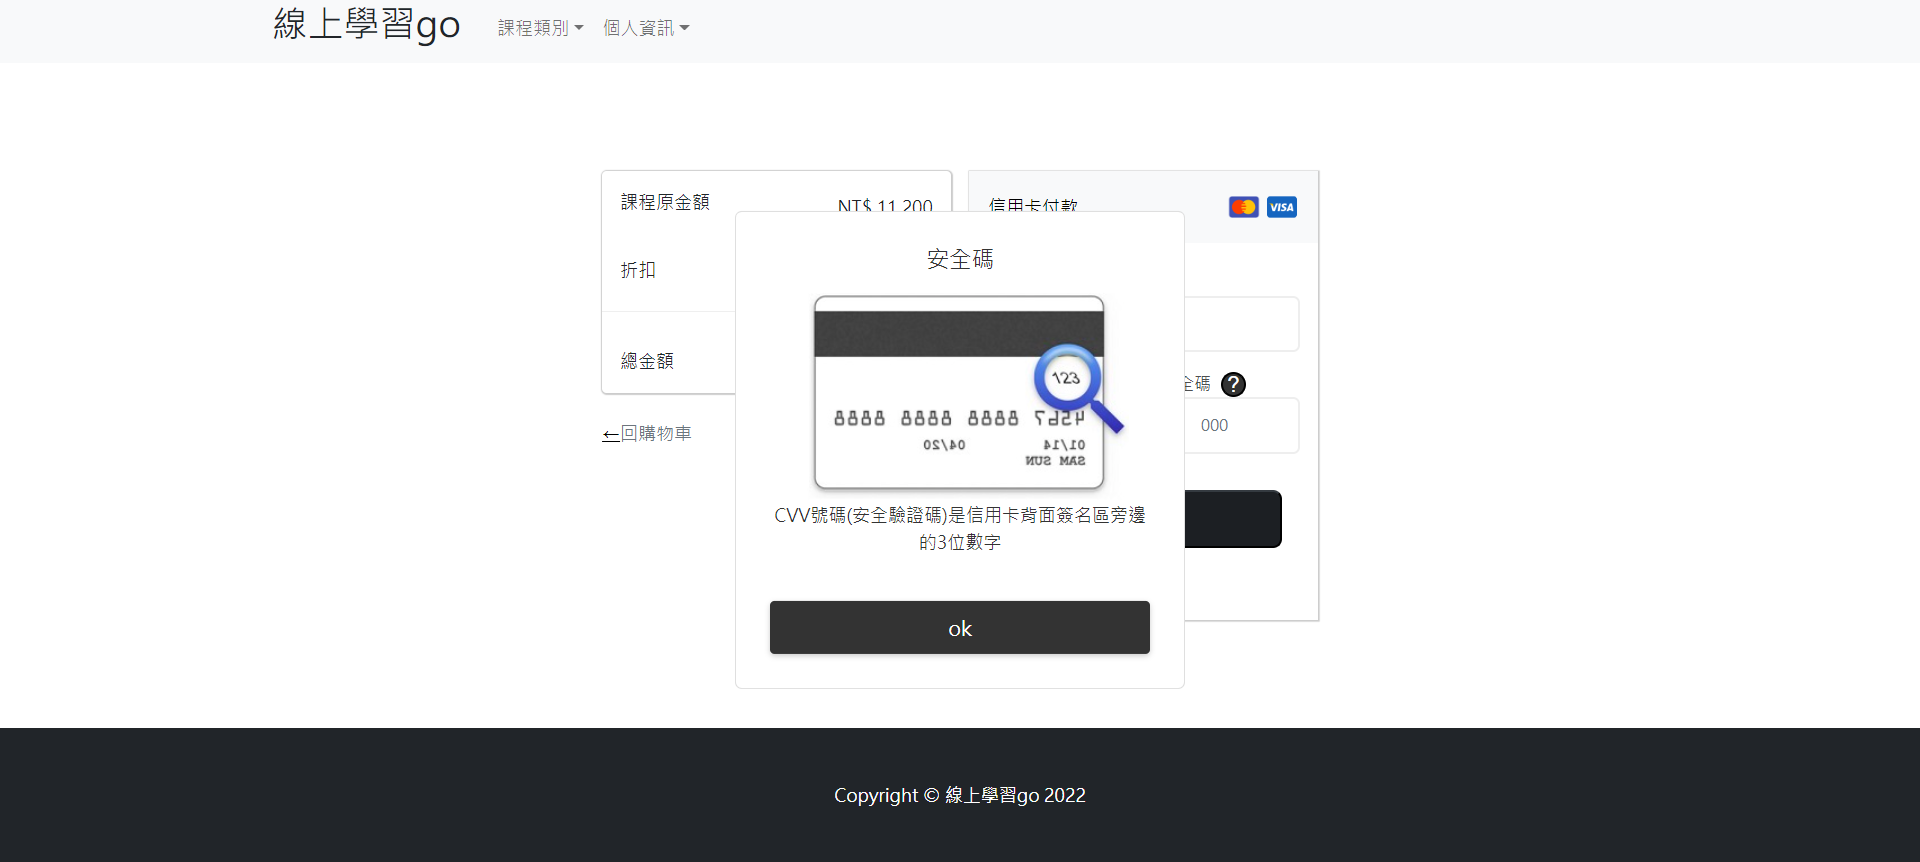 線上學習go
課程類別
個人資訊
課程原金額
NT$ 11,200
折扣
總金額
←回購物車
信用卡付款
VISA
全碼 ?
000
安全碼
123
4567 8888 8888 8888
01/14 04/20
SAM SUN
CVV號碼(安全驗證碼)是信用卡背面簽名區旁邊
的3位數字
ok
Copyright © 線上學習go 2022